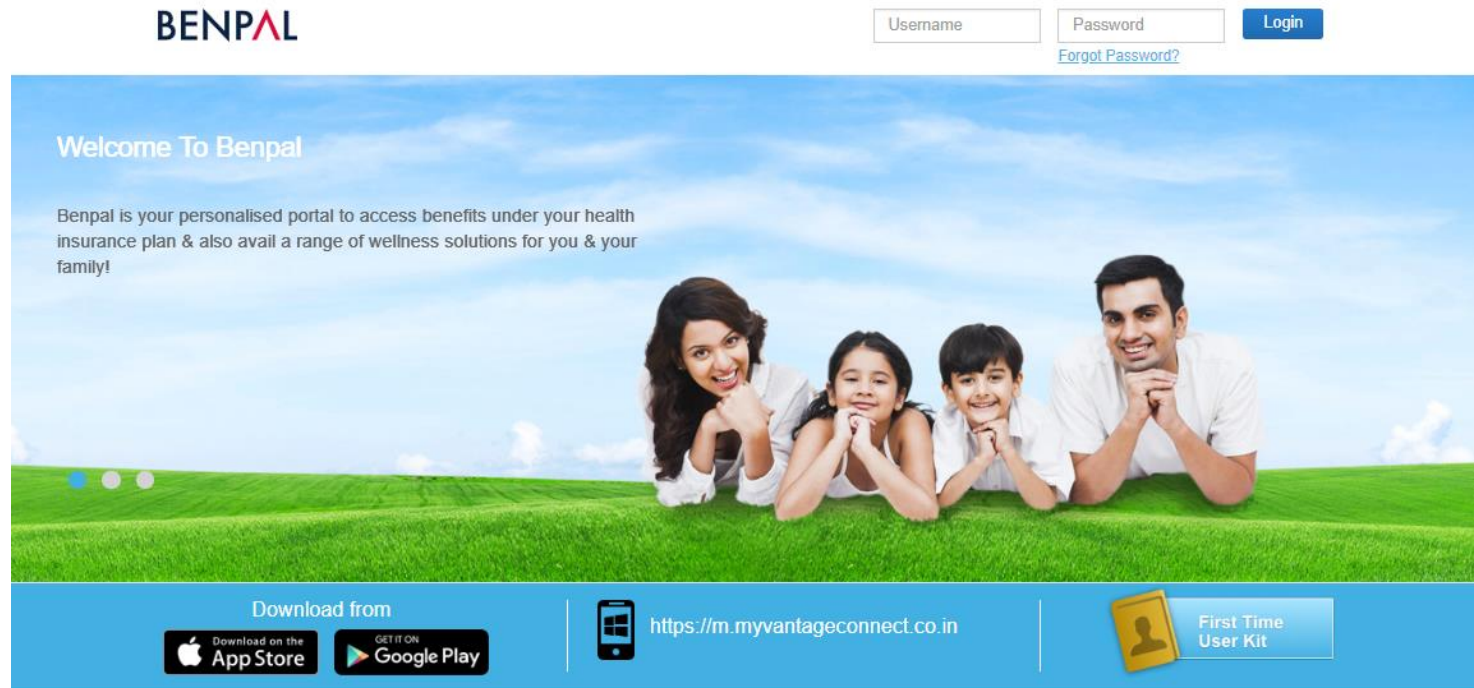 BENPAL
Username
Password
Login
Forgot Password?
Welcome To Benpal
Benpal is your personalised portal to access benefits under your health
insurance plan & also avail a range of wellness solutions for you & your
family!
Download from
Download on the
App Store
GET IT ON
Google Play
https://m.myvantageconnect.co.in
First Time
User Kit